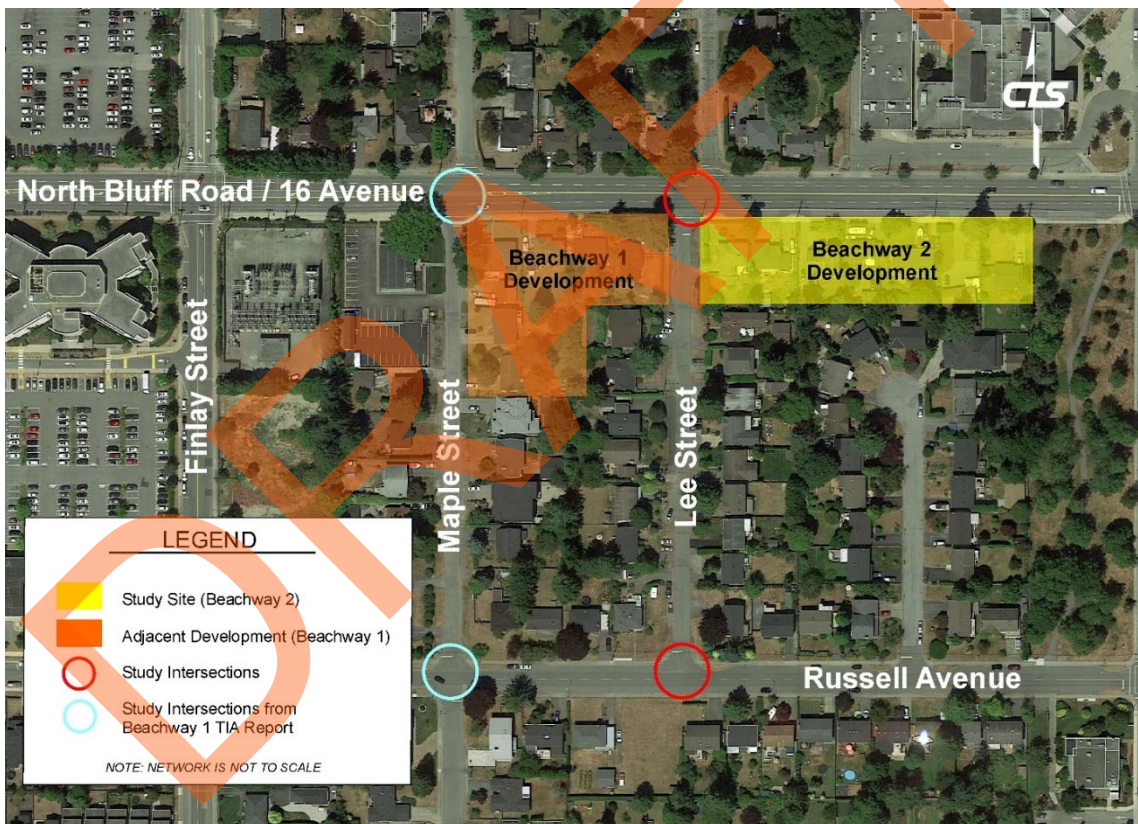 CTS
North Bluff Road / 16 Avenue
Beachway 1
Development
Beachway 2
Development
Finlay Street
Maple Street
Lee Street
Russell Avenue
LEGEND
Study Site (Beachway 2)
Adjacent Development (Beachway 1)
Study Intersections
Study Intersections from
Beachway 1 TIA Report
NOTE: NETWORK IS NOT TO SCALE
DRAFT